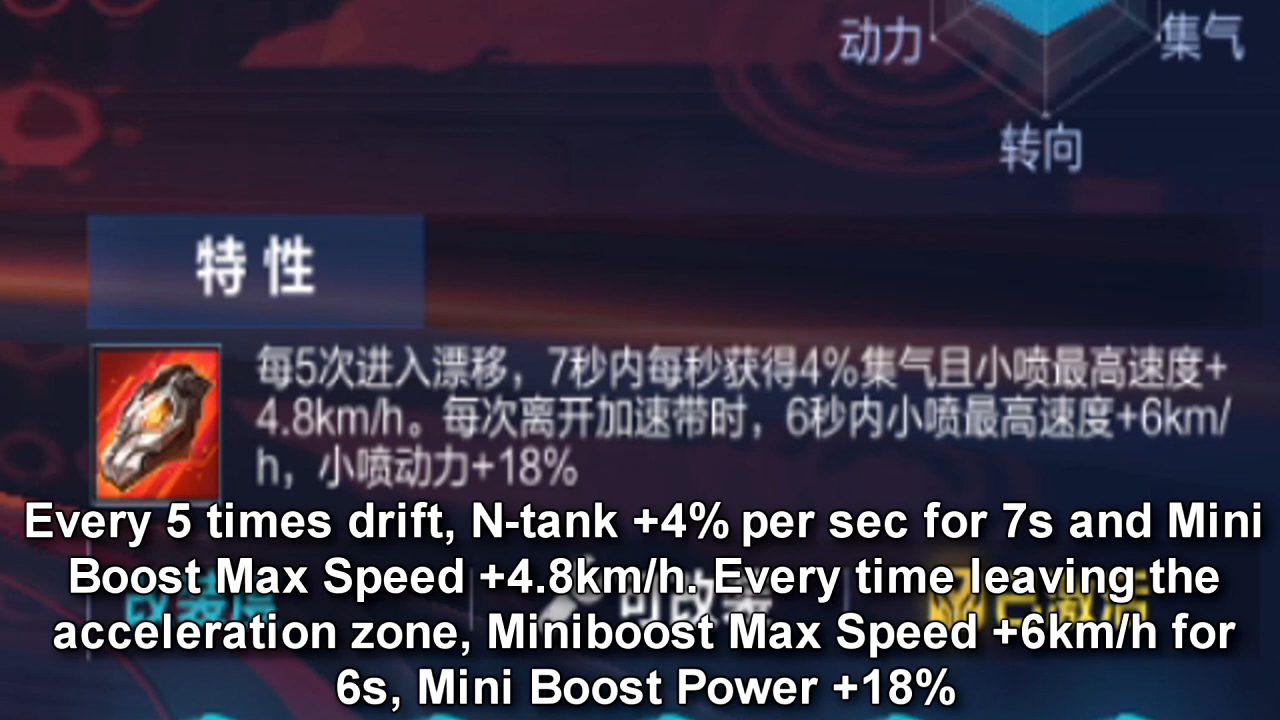 动力
集气
转向
特性
每5次进入漂移，7秒内每秒获得4%集气且小喷最高速度+
4.8km/h。每次离开加速带时，6秒内小喷最高速度+6km/
h，小喷动力+18%
Every 5 times drift, N-tank +4% per sec for 7s and Mini
Boost Max Speed +4.8km/h. Every time leaving the
acceleration zone, Miniboost Max Speed +6km/h for
6s, Mini Boost Power +18%